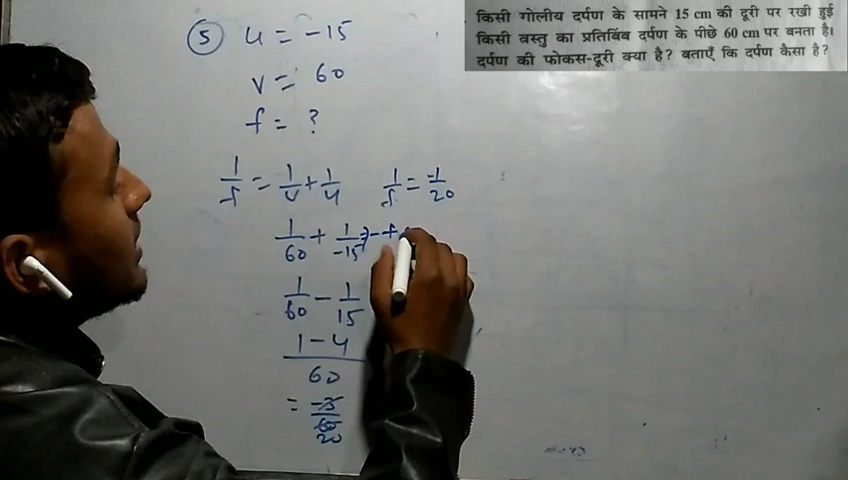 किसी गोलीय दर्पण के सामने 15 cm की दूरी पर रखी हुई
किसी वस्तु का प्रतिबिंब दर्पण के पीछे 60 cm पर बनता है।
दर्पण की फोकस-दूरी क्या है? बताएँ कि दर्पण कैसा है?
5 u = -15
v = 60
f = ?
1/f = 1/v + 1/u 1/f = -1/20
1/60 + 1/-15 ⇒ - f
1/60 - 1/15
1 - 4
60
= -3
60
20